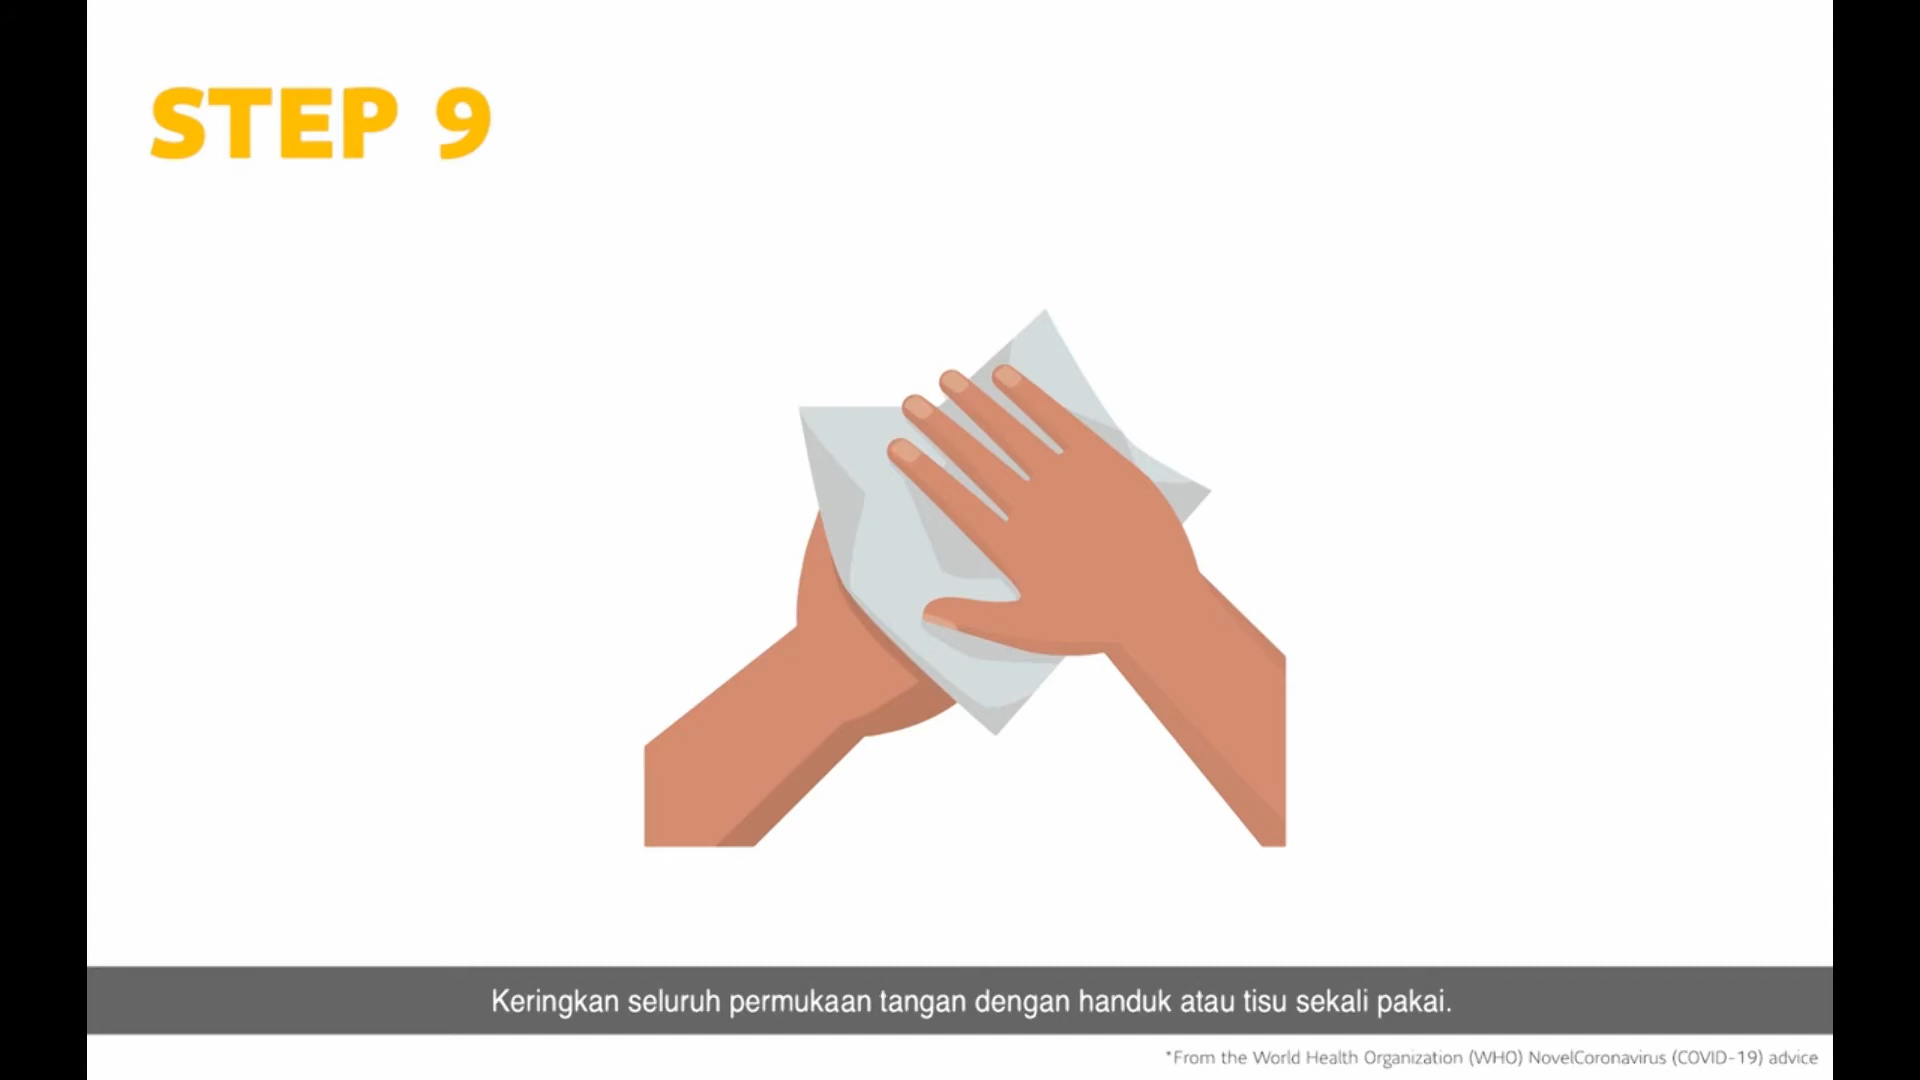 STEP 9
Keringkan seluruh permukaan tangan dengan handuk atau tisu sekali pakai.
*From the World Health Organization (WHO) NovelCoronavirus (COVID-19) advice